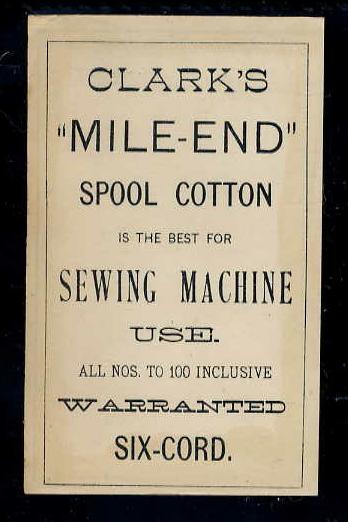 CLARK'S
"MILE-END"
SPOOL COTTON
IS THE BEST FOR
SEWING MACHINE
USE.
ALL NOS. TO 100 INCLUSIVE
WARRANTED
SIX-CORD.